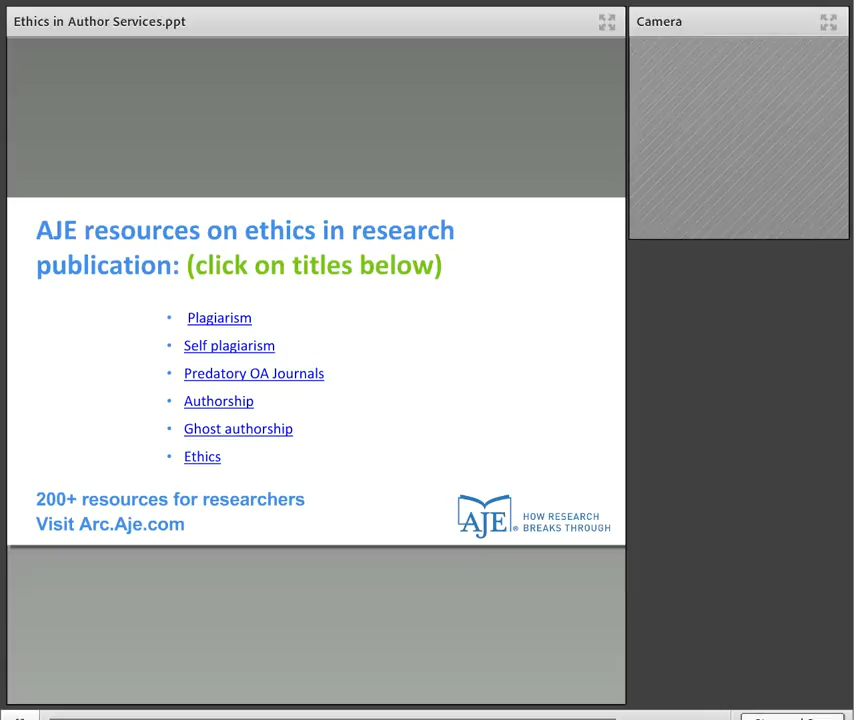 Ethics in Author Services.ppt
Camera
AJE resources on ethics in research
publication: (click on titles below)
• Plagiarism
• Self plagiarism
• Predatory OA Journals
• Authorship
• Ghost authorship
• Ethics
200+ resources for researchers
Visit Arc.Aje.com
AJE® HOW RESEARCH
BREAKS THROUGH